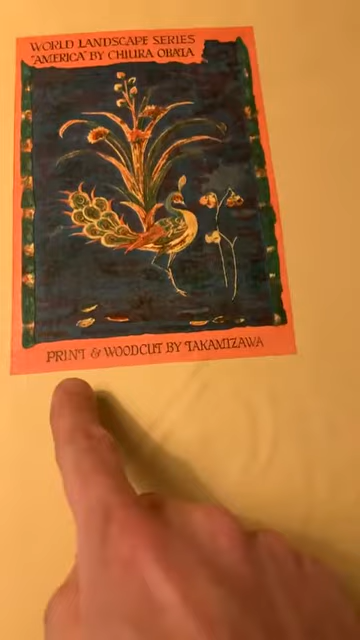 WORLD LANDSCAPE SERIES
"AMERICA" BY CHIURA OBATA
PRINT & WOODCUT BY TAKAMIZAWA